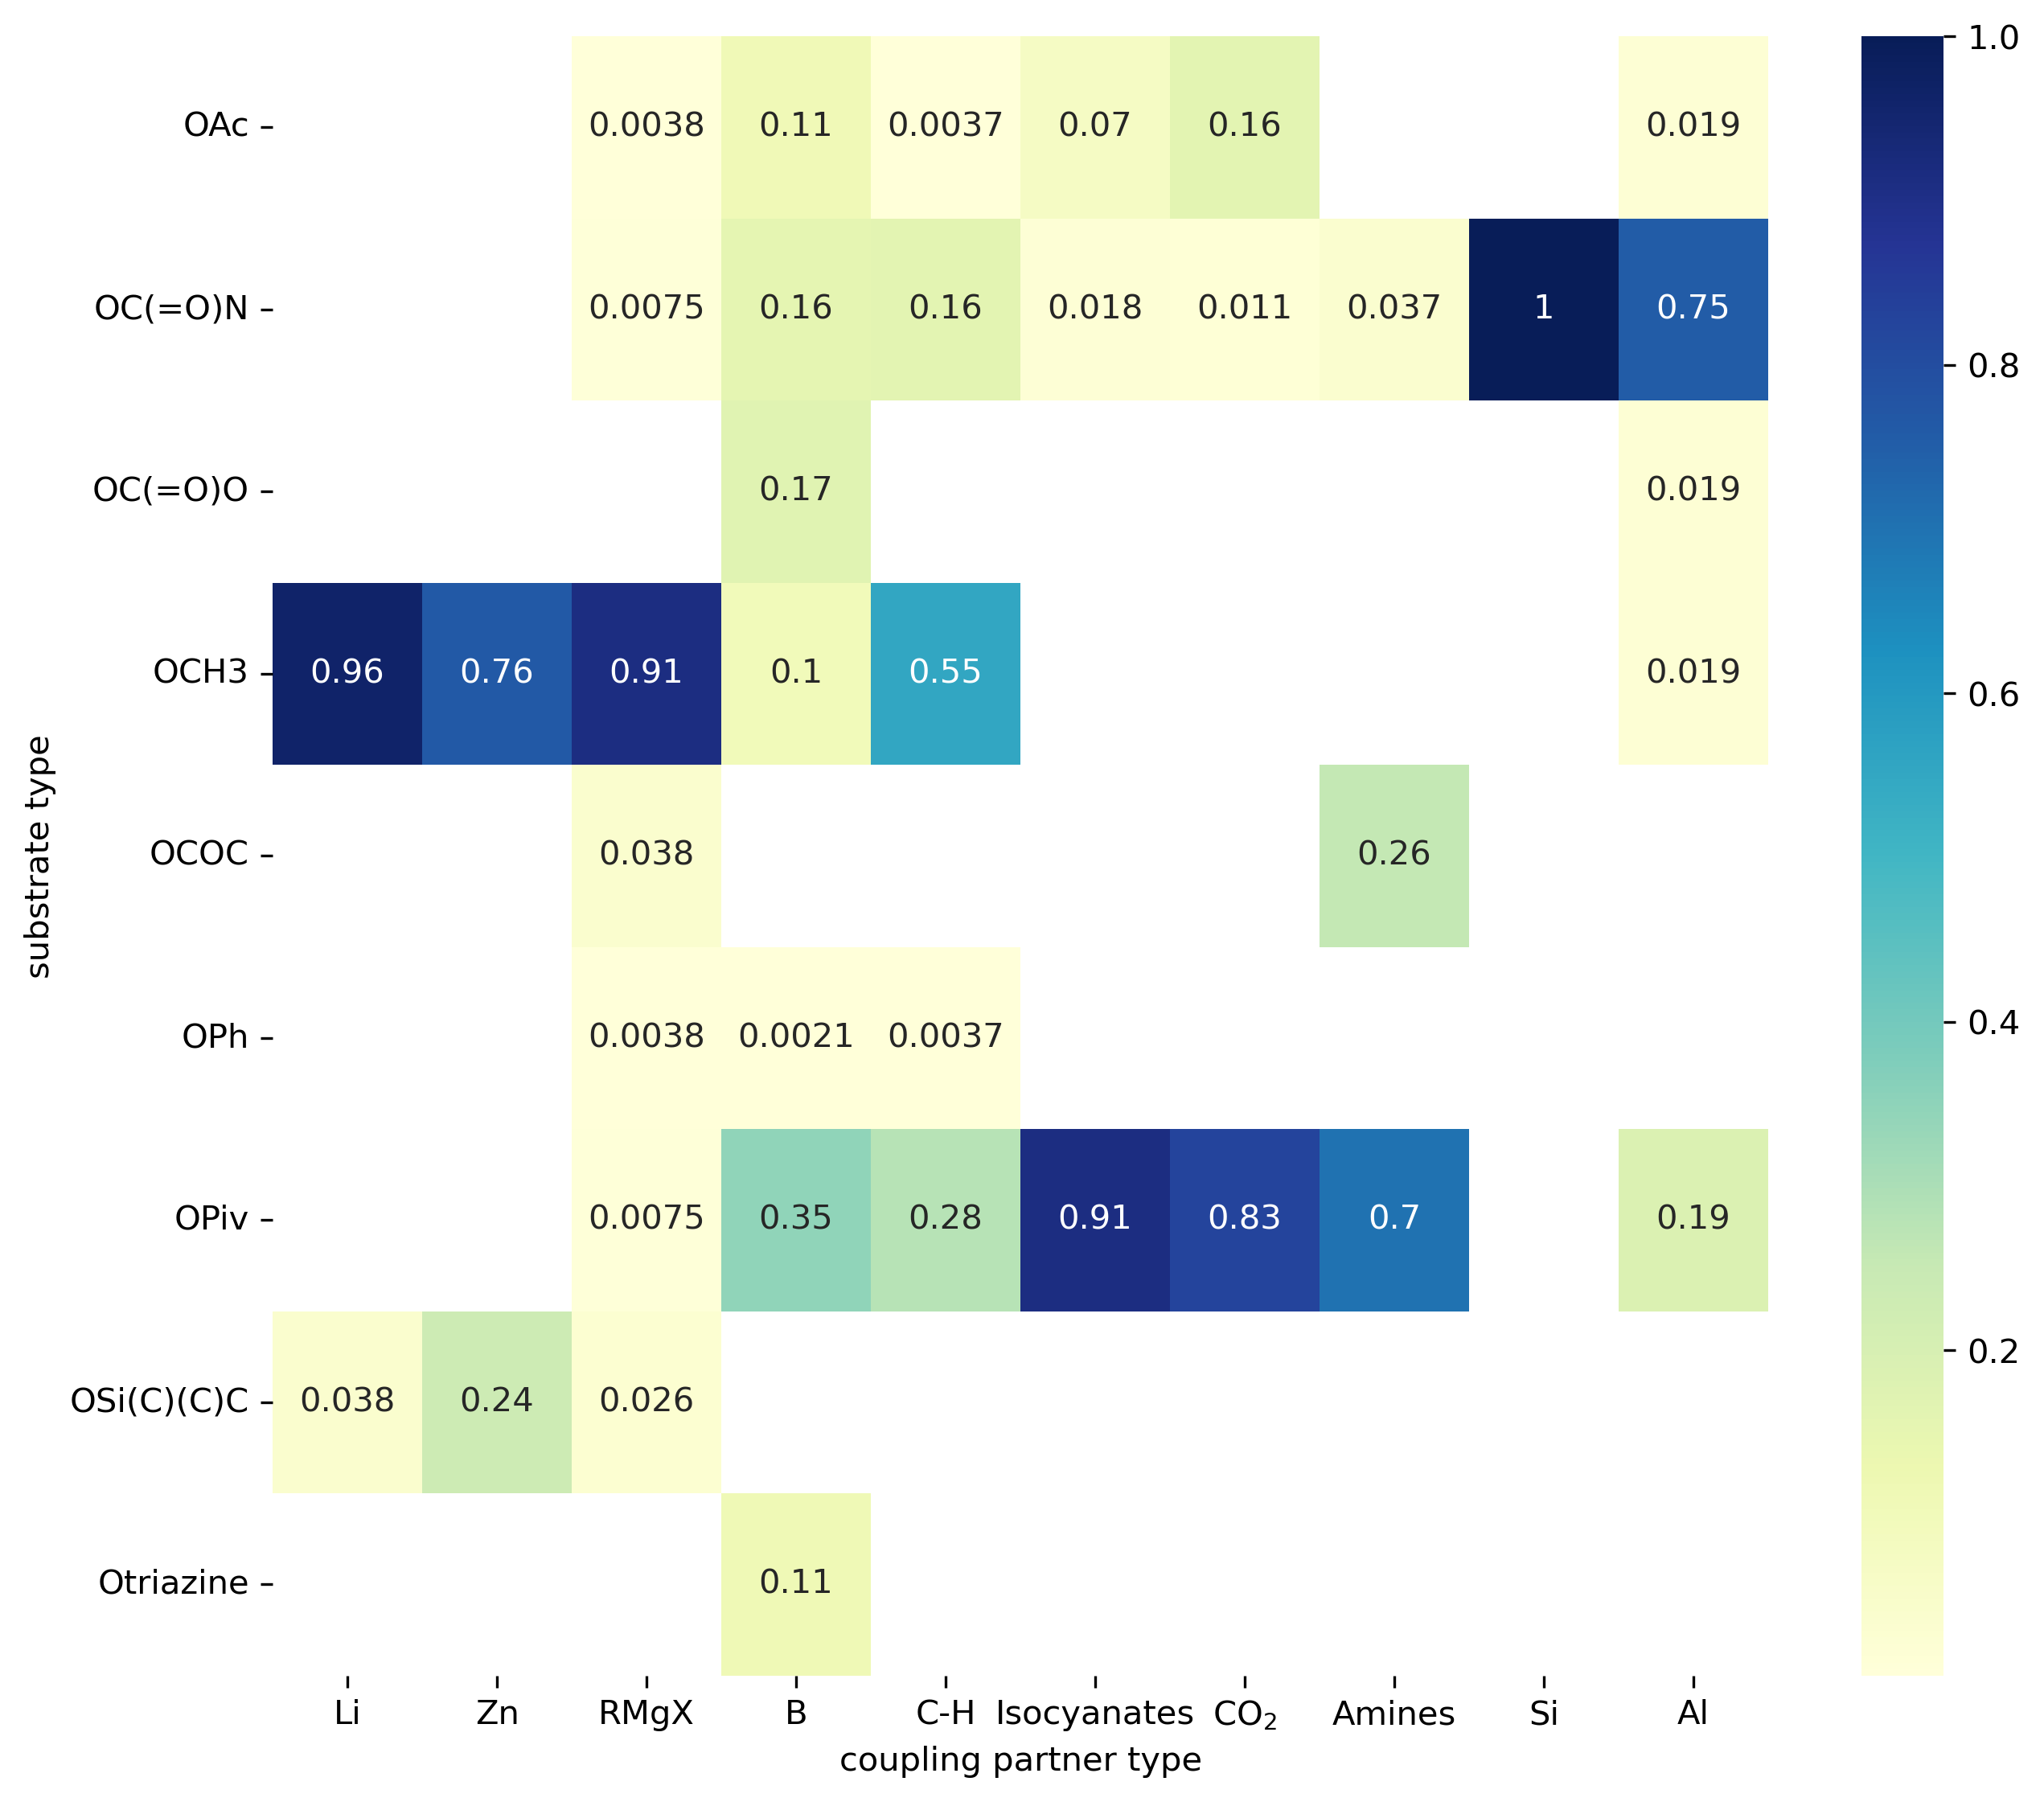 OAc 0.0038 0.11 0.0037 0.07 0.16 0.019
OC(=O)N 0.0075 0.16 0.16 0.018 0.011 0.037 1 0.75
OC(=O)O 0.17 0.019
OCH3 0.96 0.76 0.91 0.1 0.55 0.019
OCOC 0.038 0.26
OPh 0.0038 0.0021 0.0037
OPiv 0.0075 0.35 0.28 0.91 0.83 0.7 0.19
OSi(C)(C)C 0.038 0.24 0.026
Otriazine 0.11
Li Zn RMgX B C-H Isocyanates CO₂ Amines Si Al
coupling partner type
substrate type
1.0
0.8
0.6
0.4
0.2